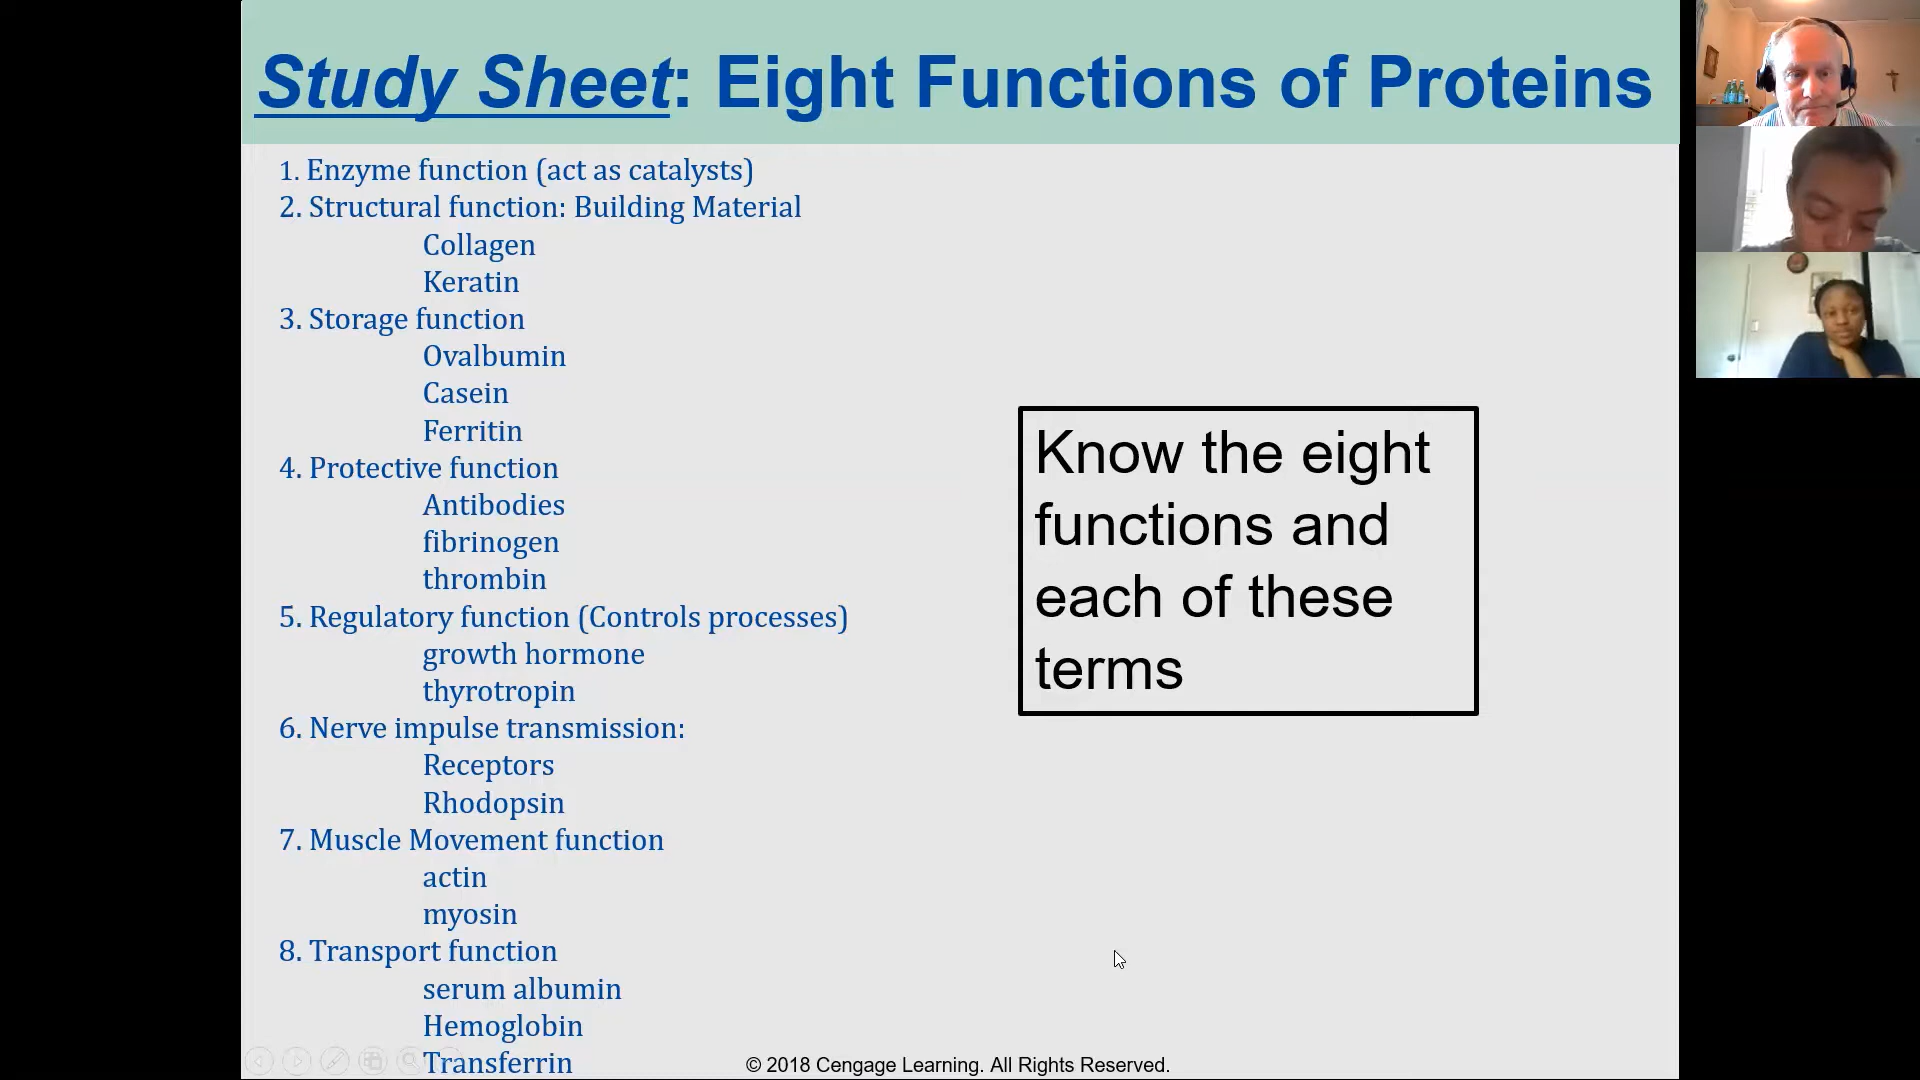 Study Sheet: Eight Functions of Proteins
1. Enzyme function (act as catalysts)
2. Structural function: Building Material
Collagen
Keratin
3. Storage function
Ovalbumin
Casein
Ferritin
4. Protective function
Antibodies
fibrinogen
thrombin
5. Regulatory function (Controls processes)
growth hormone
thyrotropin
6. Nerve impulse transmission:
Receptors
Rhodopsin
7. Muscle Movement function
actin
myosin
8. Transport function
serum albumin
Hemoglobin
Transferrin
Know the eight
functions and
each of these
terms
© 2018 Cengage Learning. All Rights Reserved.